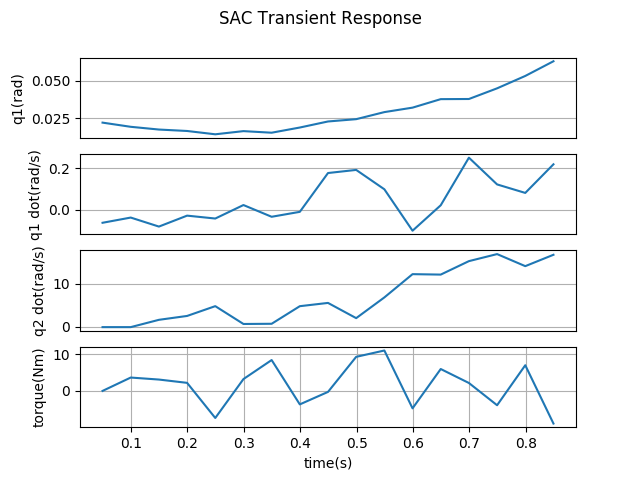 SAC Transient Response
q1(rad)
0.050
0.025
q1 dot(rad/s)
0.2
0.0
q2 dot(rad/s)
10
0
torque(Nm)
10
0
0.1 0.2 0.3 0.4 0.5 0.6 0.7 0.8
time(s)